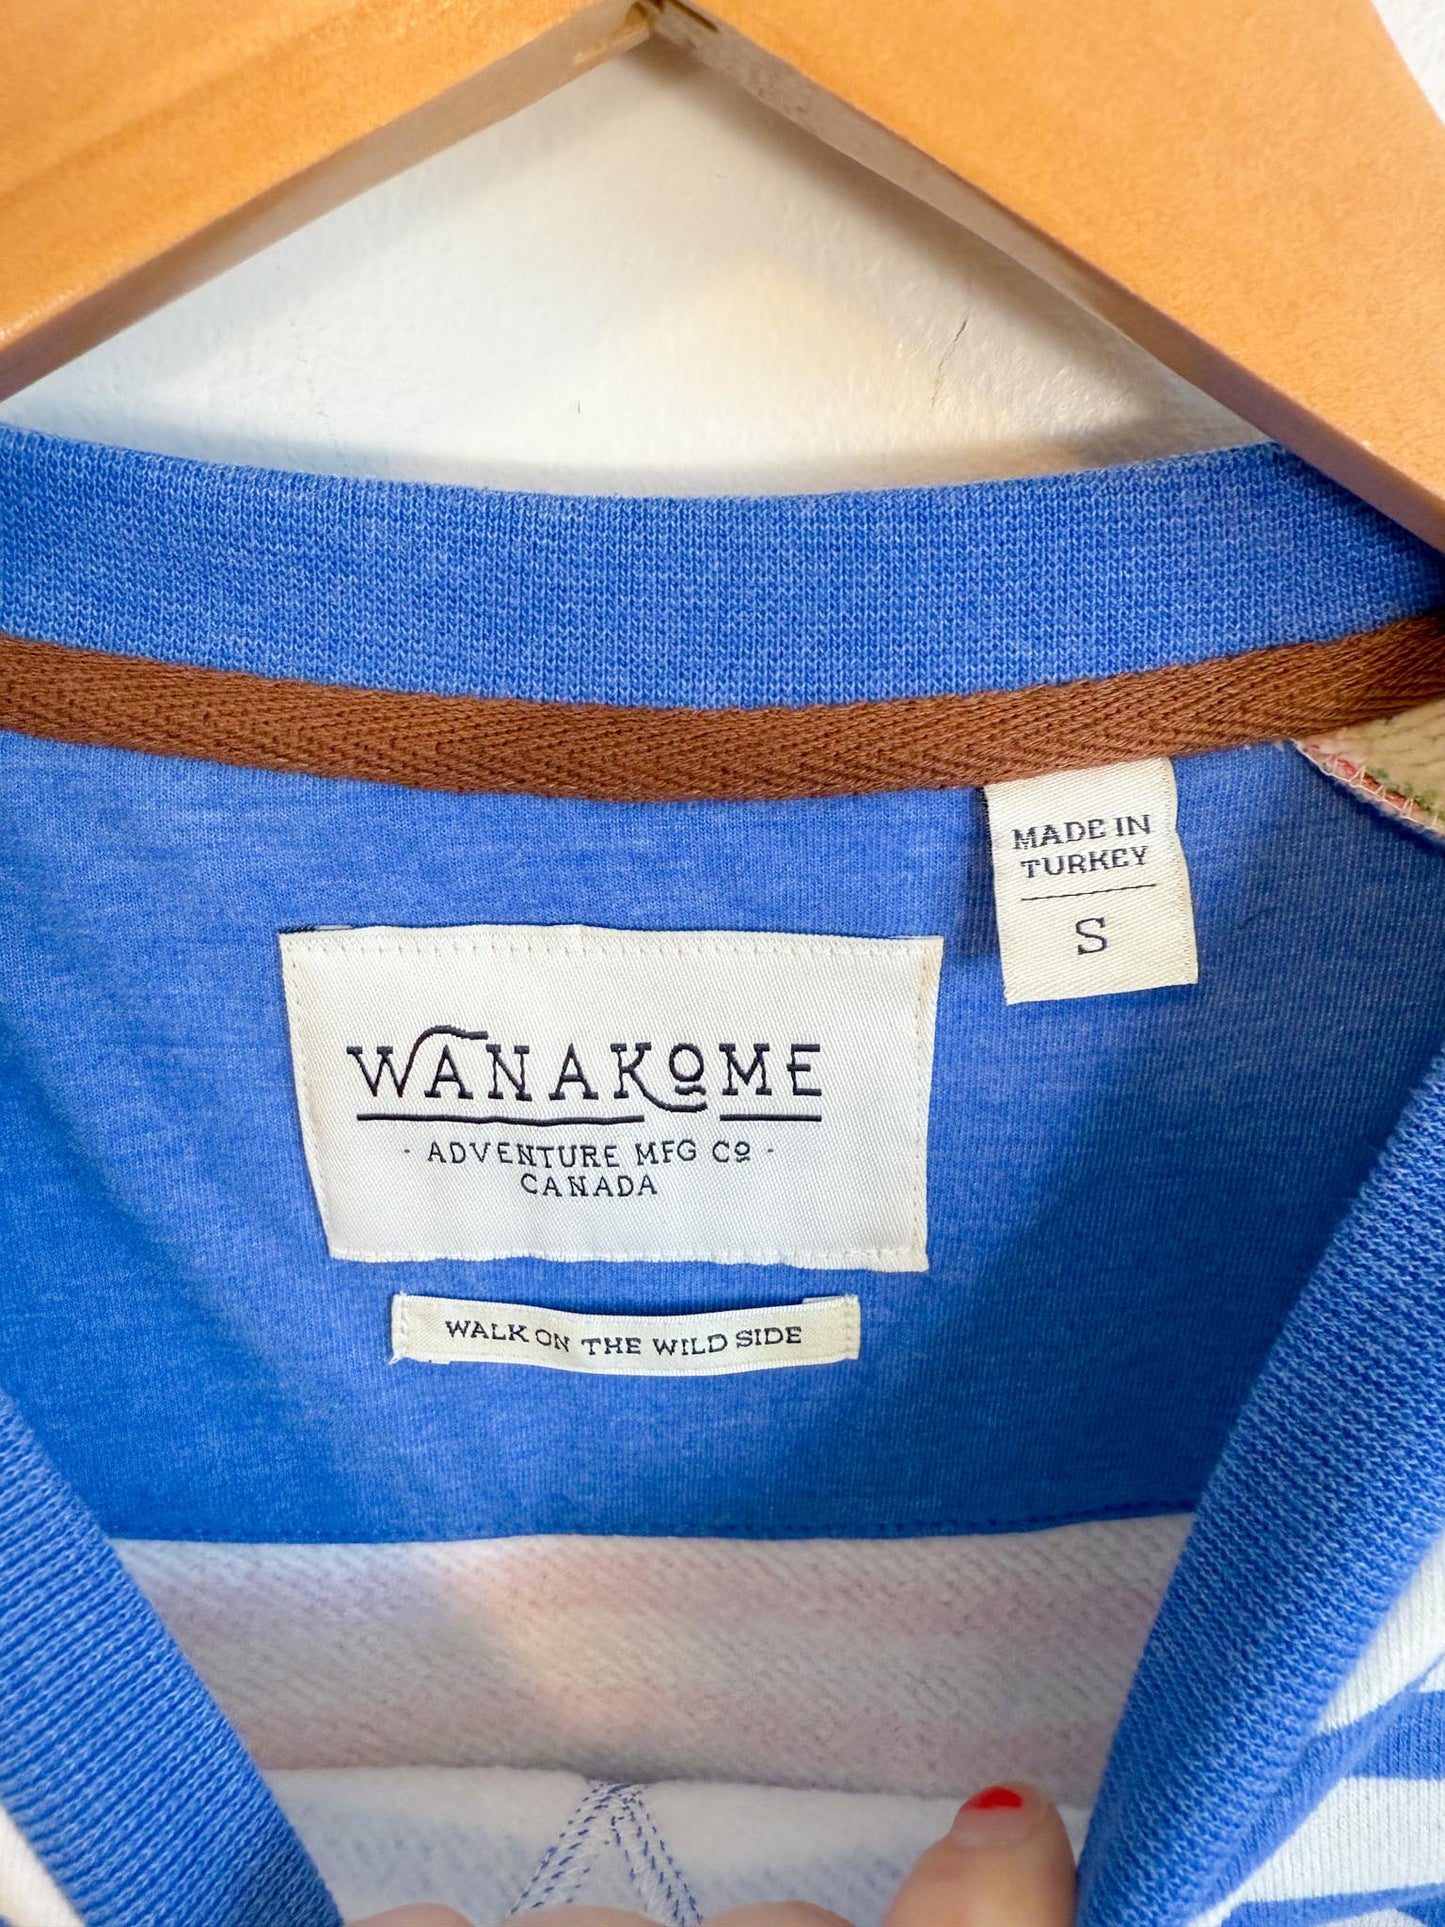 MADE IN
TURKEY
S
WANAKOME
- ADVENTURE MFG Cº -
CANADA
WALK ON THE WILD SIDE